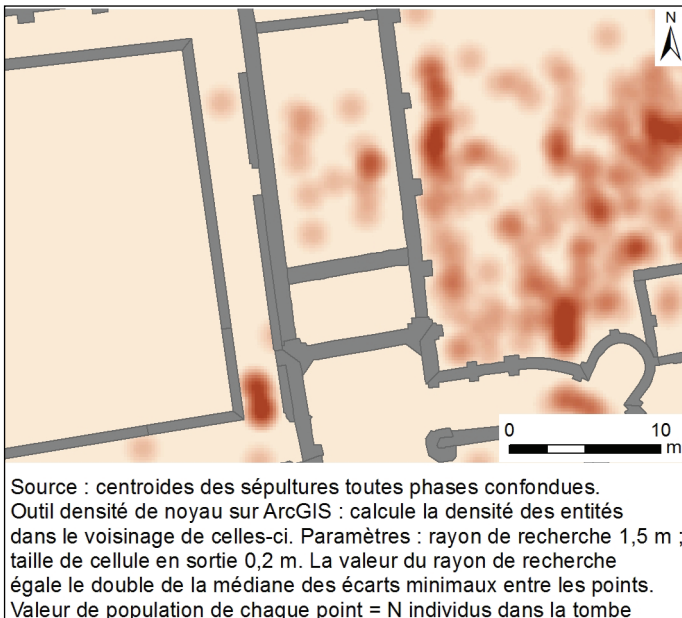 N
0 10
m
Source : centroides des sépultures toutes phases confondues.
Outil densité de noyau sur ArcGIS : calcule la densité des entités
dans le voisinage de celles-ci. Paramètres : rayon de recherche 1,5 m ;
taille de cellule en sortie 0,2 m. La valeur du rayon de recherche
égale le double de la médiane des écarts minimaux entre les points.
Valeur de population de chaque point = N individus dans la tombe